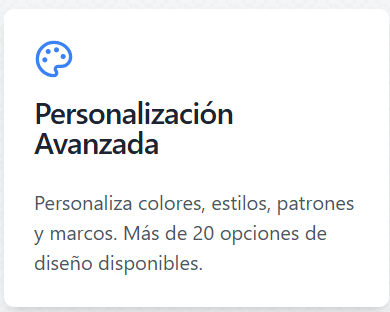 Personalización
Avanzada
Personaliza colores, estilos, patrones
y marcos. Más de 20 opciones de
diseño disponibles.